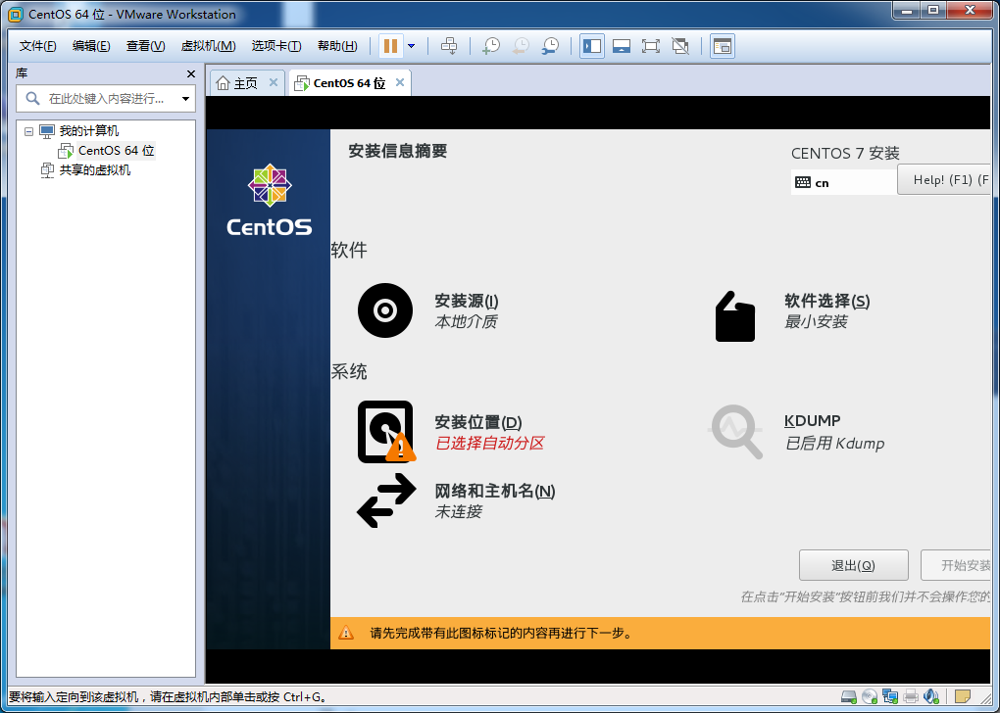 CentOS 64 位 - VMware Workstation
文件(F) 编辑(E) 查看(V) 虚拟机(M) 选项卡(T) 帮助(H)
库
在此处键入内容进行...
我的计算机
CentOS 64 位
共享的虚拟机
主页 CentOS 64 位
CentOS
安装信息摘要
CENTOS 7 安装
cn
Help! (F1) (F
软件
安装源(I)
本地介质
软件选择(S)
最小安装
系统
安装位置(D)
已选择自动分区
KDUMP
已启用 Kdump
网络和主机名(N)
未连接
退出(Q) 开始安装
在点击“开始安装”按钮前我们并不会操作您的
请先完成带有此图标标记的内容再进行下一步。
要将输入定向到该虚拟机，请在虚拟机内部单击或按 Ctrl+G。